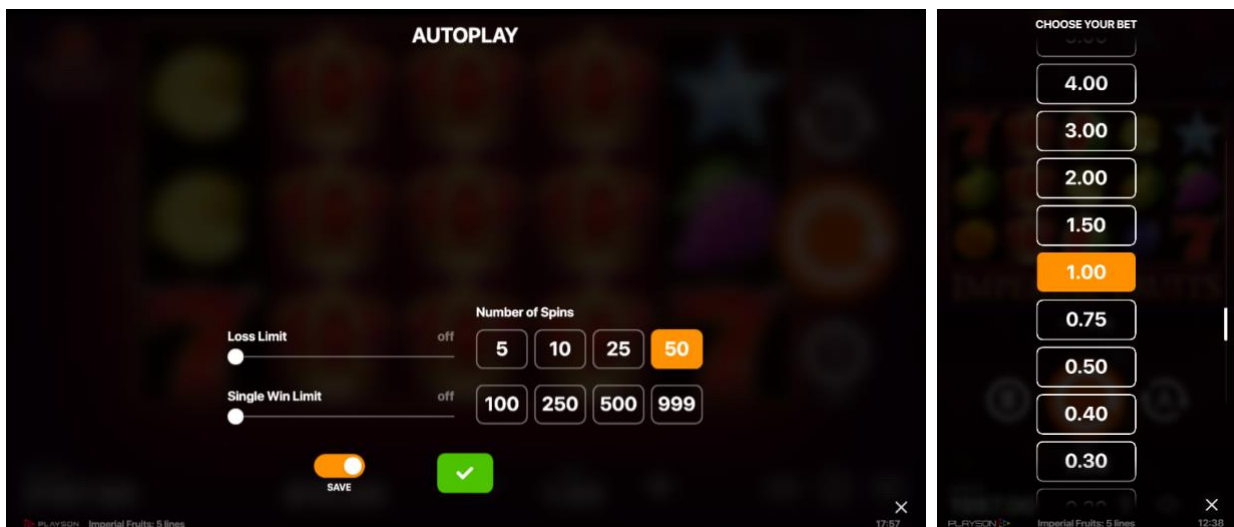 AUTOPLAY
Number of Spins
Loss Limit off
5 10 25 50
Single Win Limit off
100 250 500 999
SAVE
PLAYSON Imperial Fruits: 5 lines 17:57
CHOOSE YOUR BET
4.00
3.00
2.00
1.50
1.00
0.75
0.50
0.40
0.30
PLAYSON Imperial Fruits: 5 lines 12:38